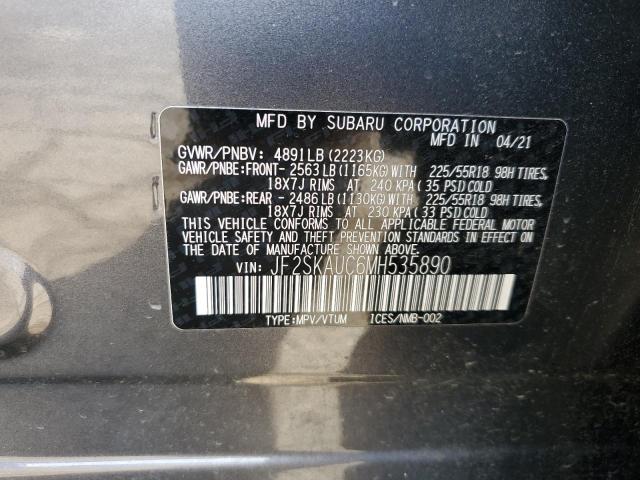 MFD BY SUBARU CORPORATION
MFD IN 04/21
GVWR/PNBV: 4891LB (2223KG)
GAWR/PNBE:FRONT- 2563LB (1165KG) WITH 225/55R18 98H TIRES,
18X7J RIMS AT 240 KPA (35 PSI) COLD
GAWR/PNBE:REAR - 2486LB (1130KG) WITH 225/55R18 98H TIRES,
18X7J RIMS AT 230 KPA (33 PSI) COLD
THIS VEHICLE CONFORMS TO ALL APPLICABLE FEDERAL MOTOR
VEHICLE SAFETY AND THEFT PREVENTION STANDARDS IN EFFECT ON
THE DATE OF MANUFACTURE SHOWN ABOVE.
VIN: JF2SKAUC6MH535890
TYPE:MPV/VTUM ICES/NMB-002